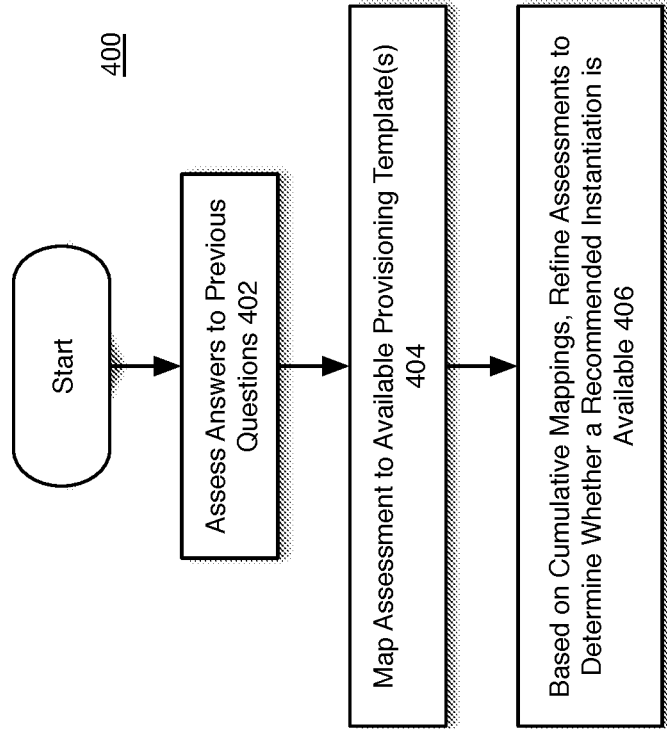 400
Start
Assess Answers to Previous
Questions 402
Map Assessment to Available Provisioning Template(s)
404
Based on Cumulative Mappings, Refine Assessments to
Determine Whether a Recommended Instantiation is
Available 406